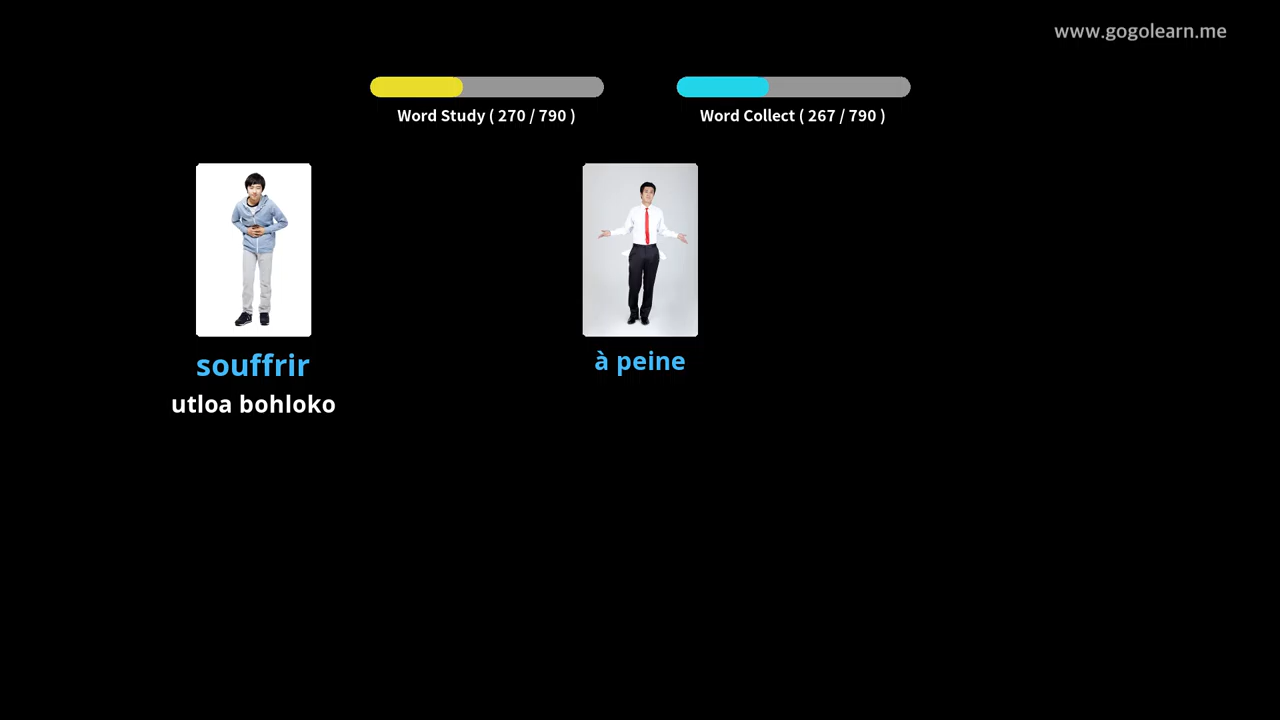 www.gogolearn.me
Word Study ( 270 / 790 )
Word Collect ( 267 / 790 )
souffrir
utloa bohloko
à peine